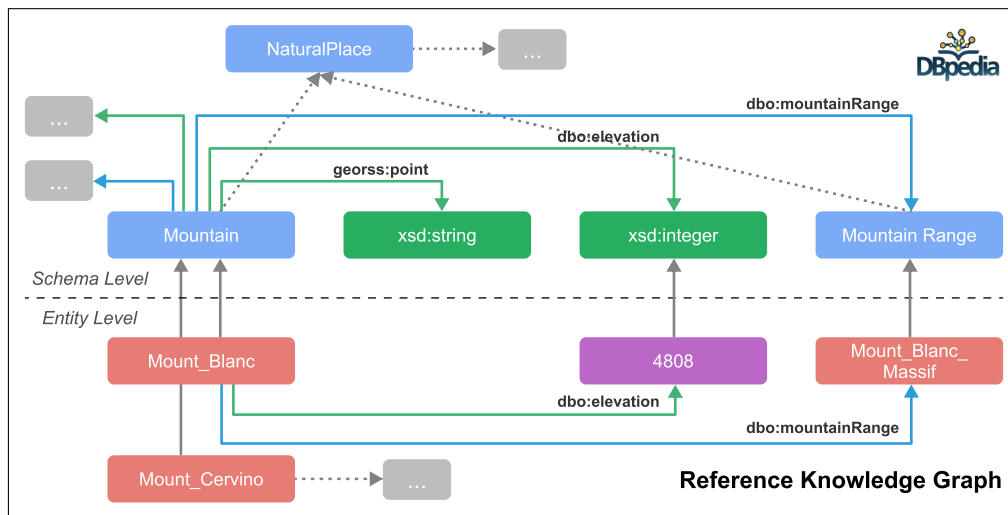 NaturalPlace
...
DBpedia
...
dbo:mountainRange
dbo:elevation
...
georss:point
Mountain
xsd:string
xsd:integer
Mountain Range
Schema Level
Entity Level
Mount_Blanc
4808
Mount_Blanc_
Massif
dbo:elevation
dbo:mountainRange
Mount_Cervino
...
Reference Knowledge Graph